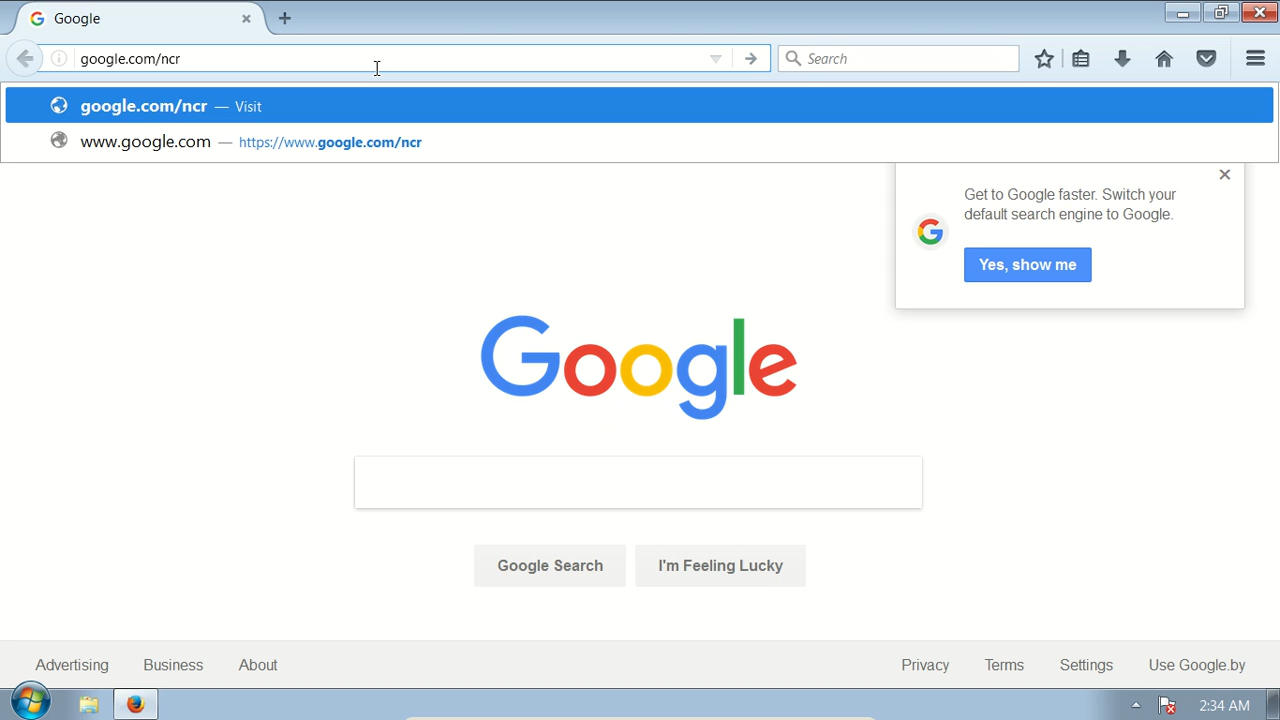 Google
google.com/ncr
Search
google.com/ncr — Visit
www.google.com — https://www.google.com/ncr
Get to Google faster. Switch your
default search engine to Google.
Yes, show me
Google
Google Search
I'm Feeling Lucky
Advertising
Business
About
Privacy
Terms
Settings
Use Google.by
2:34 AM